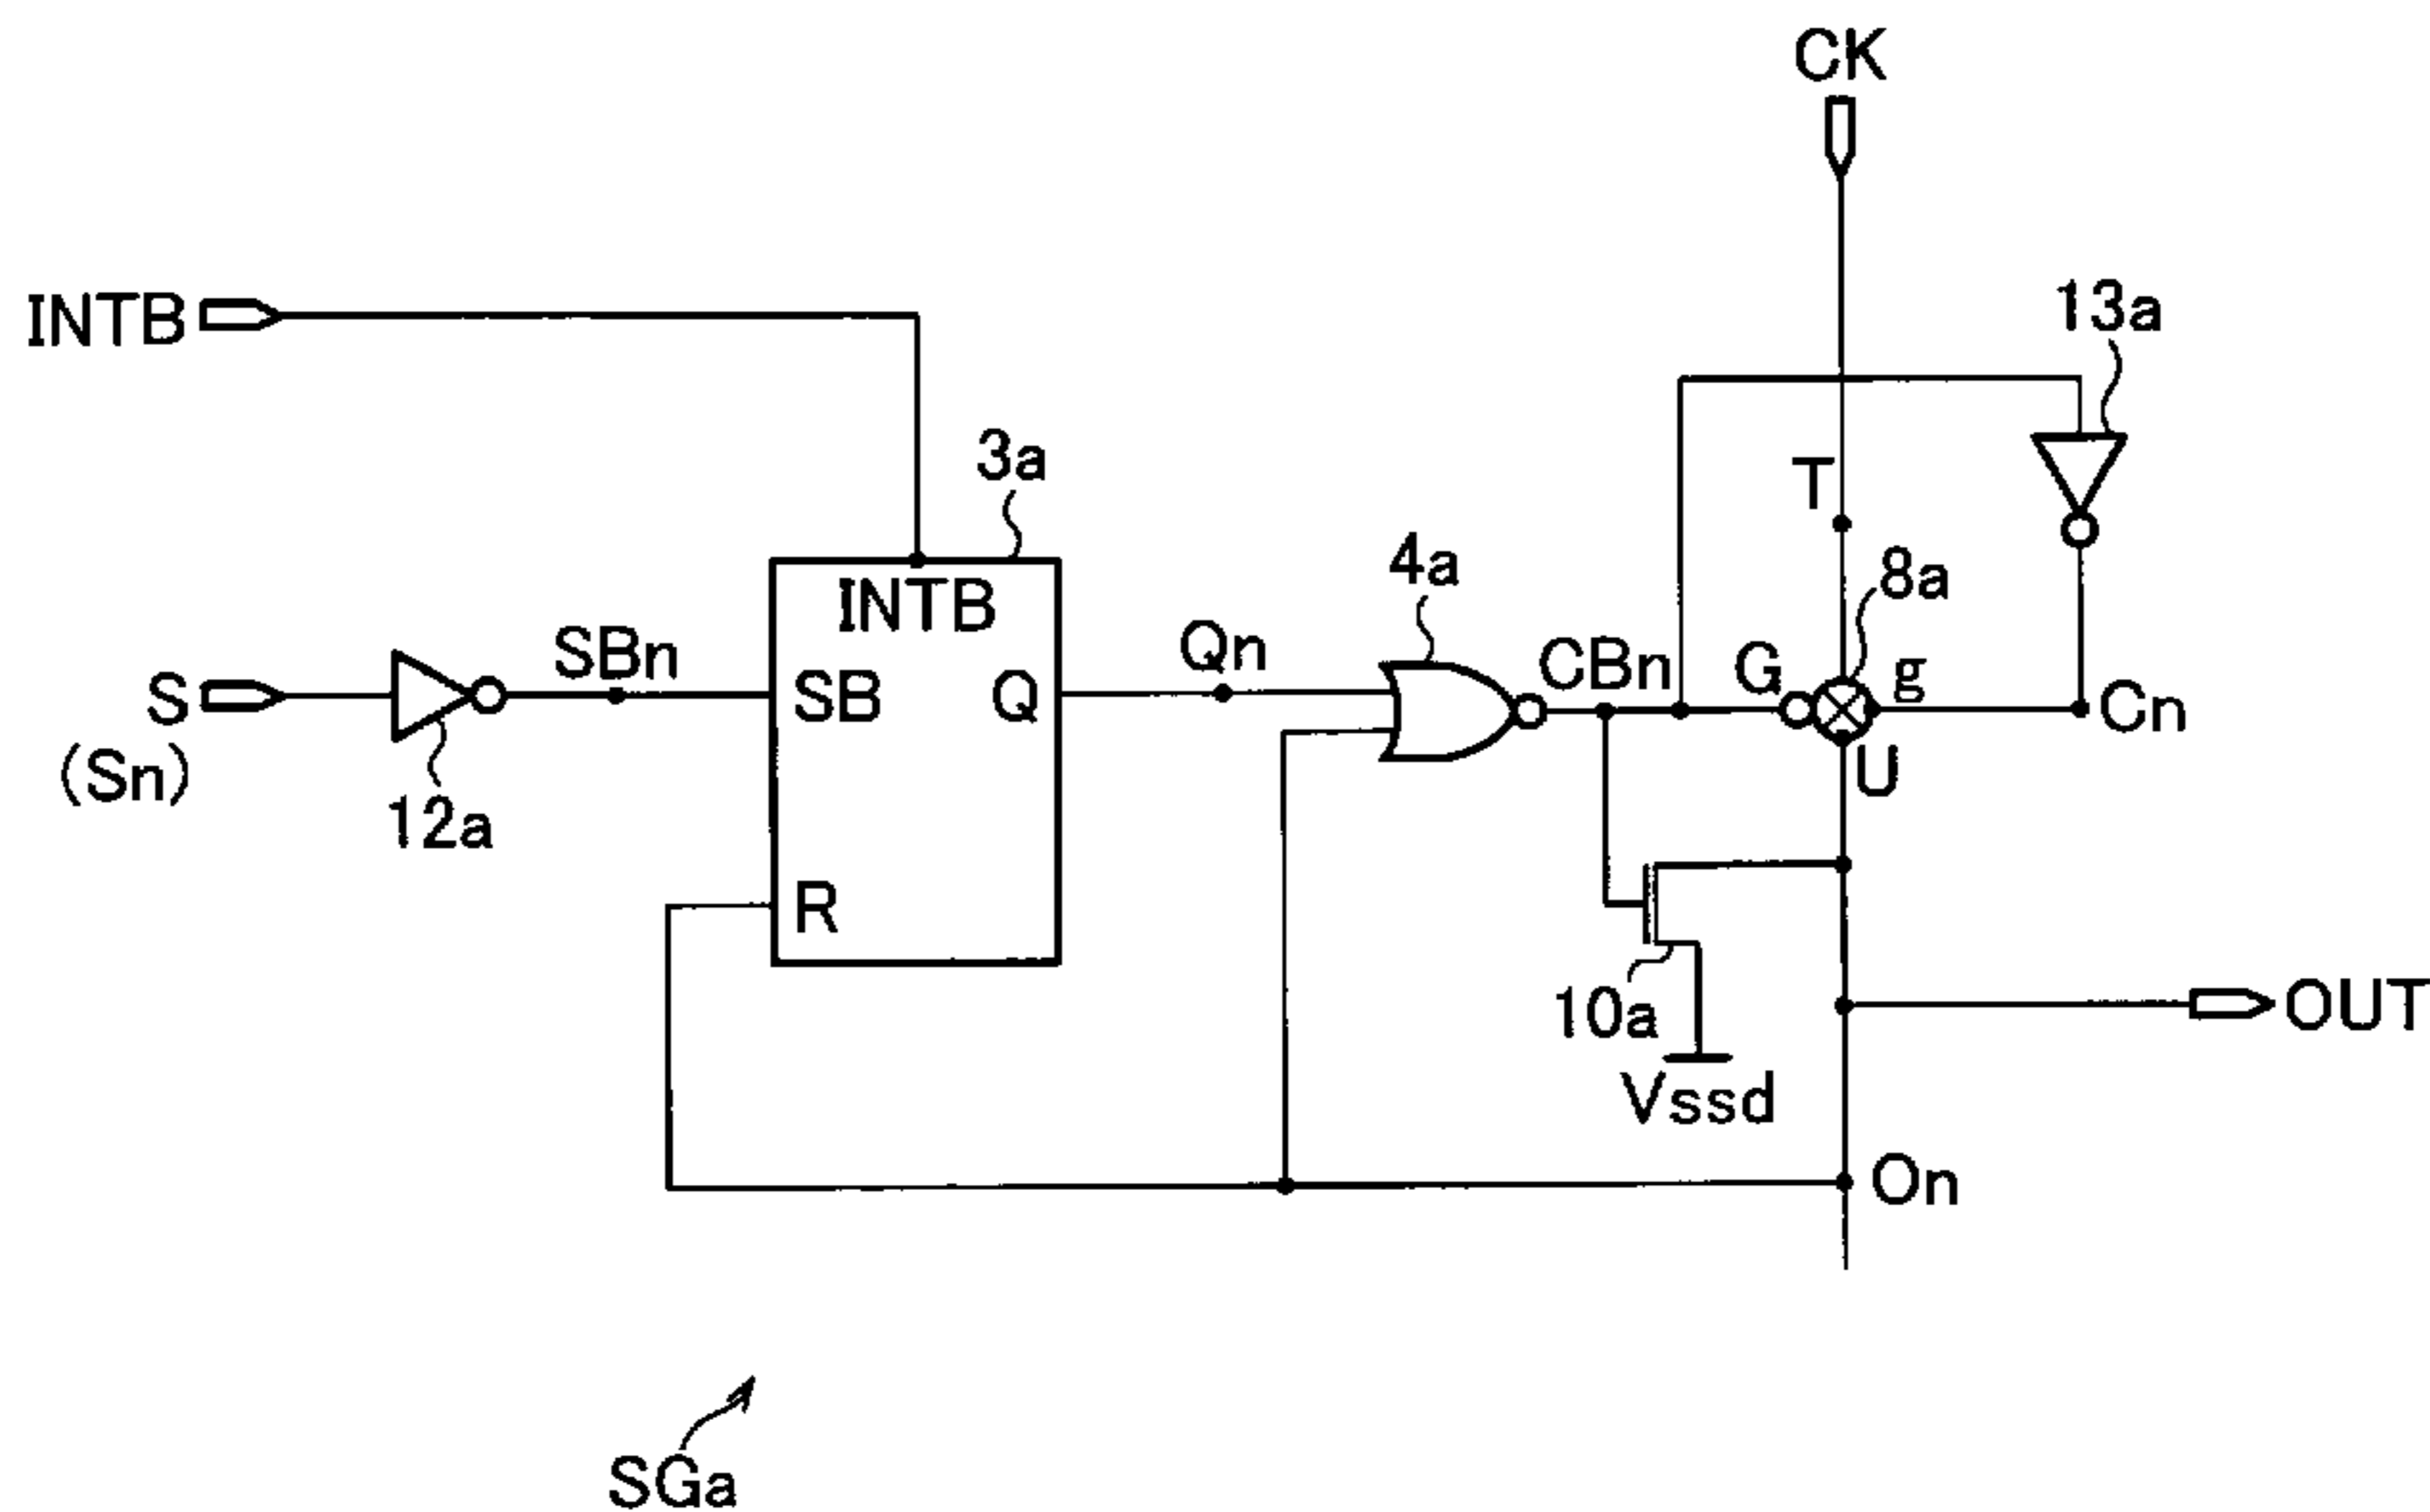 CK
INTB
13a
3a
T
4a
8a
INTB
SBn
Qn
CBn
G
g
S
SB
Q
Cn
(Sn)
U
12a
R
10a
OUT
Vssd
On
SGa